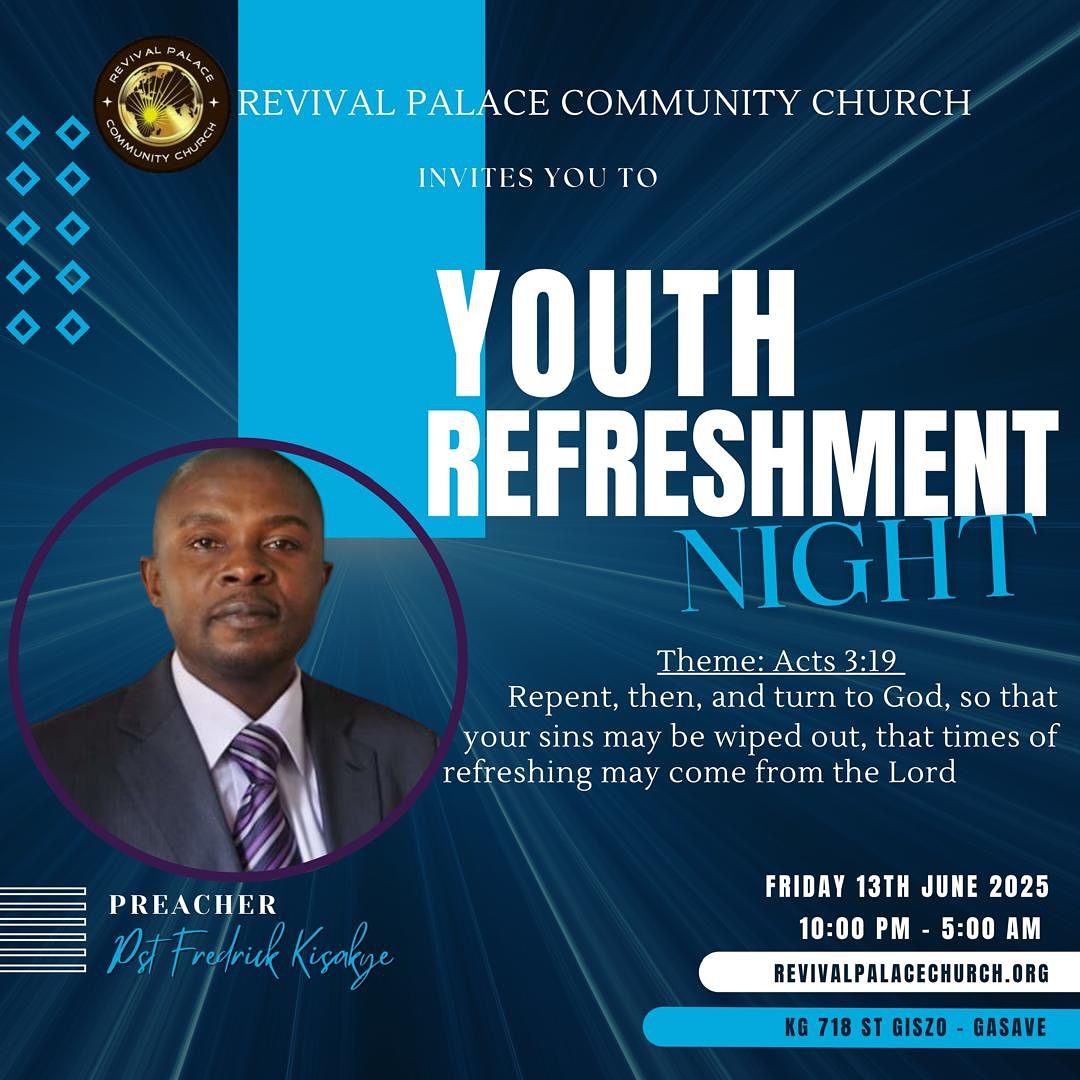 REVIVAL PALACE
COMMUNITY CHURCH
REVIVAL PALACE COMMUNITY CHURCH
INVITES YOU TO
YOUTH
REFRESHMENT
NIGHT
Theme: Acts 3:19
Repent, then, and turn to God, so that
your sins may be wiped out, that times of
refreshing may come from the Lord
PREACHER
Pst Fredrick Kisakye
FRIDAY 13TH JUNE 2025
10:00 PM - 5:00 AM
REVIVALPALACECHURCH.ORG
KG 718 ST GISZO - GASAVE